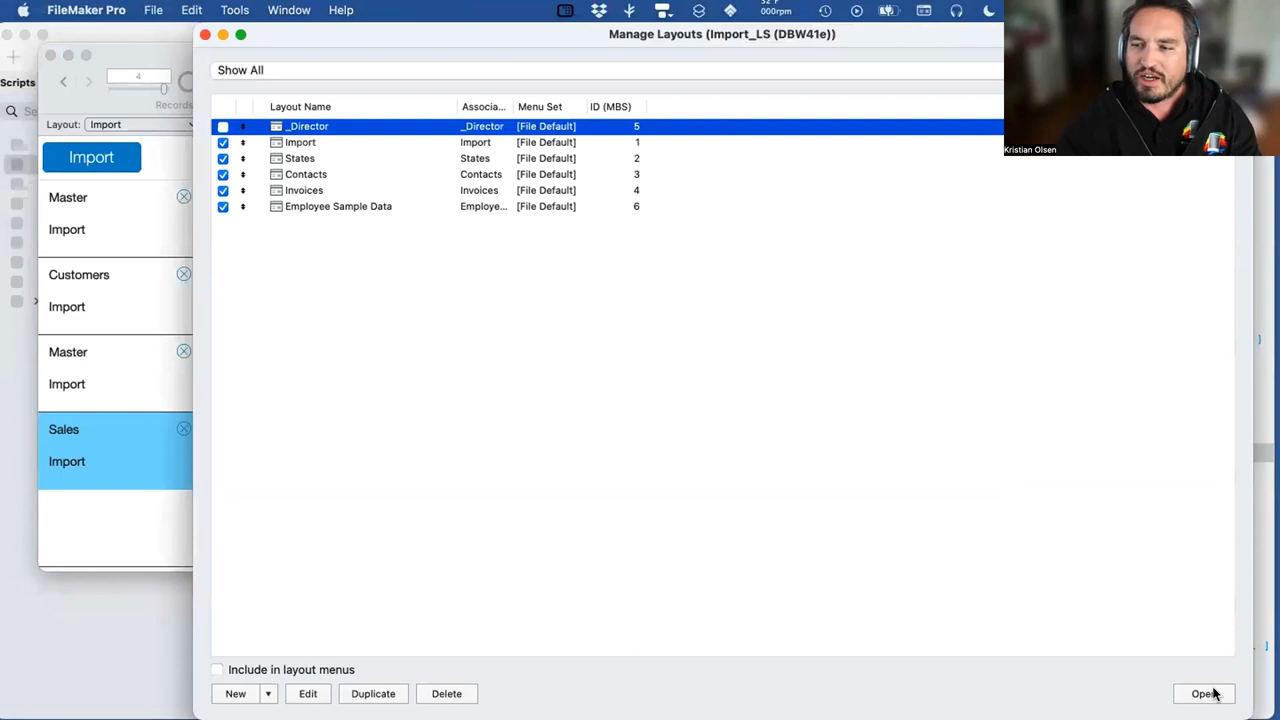 FileMaker Pro File Edit Tools Window Help
000rpm
Manage Layouts (Import_LS (DBW41e))
Show All
Layout Name Associa... Menu Set ID (MBS)
_Director _Director [File Default] 5
Import Import [File Default] 1
States States [File Default] 2
Contacts Contacts [File Default] 3
Invoices Invoices [File Default] 4
Employee Sample Data Employe... [File Default] 6
Include in layout menus
New Edit Duplicate Delete
Scripts
4
Records
Layout: Import
Import
Master
Import
Customers
Import
Master
Import
Sales
Import
Kristian Olsen